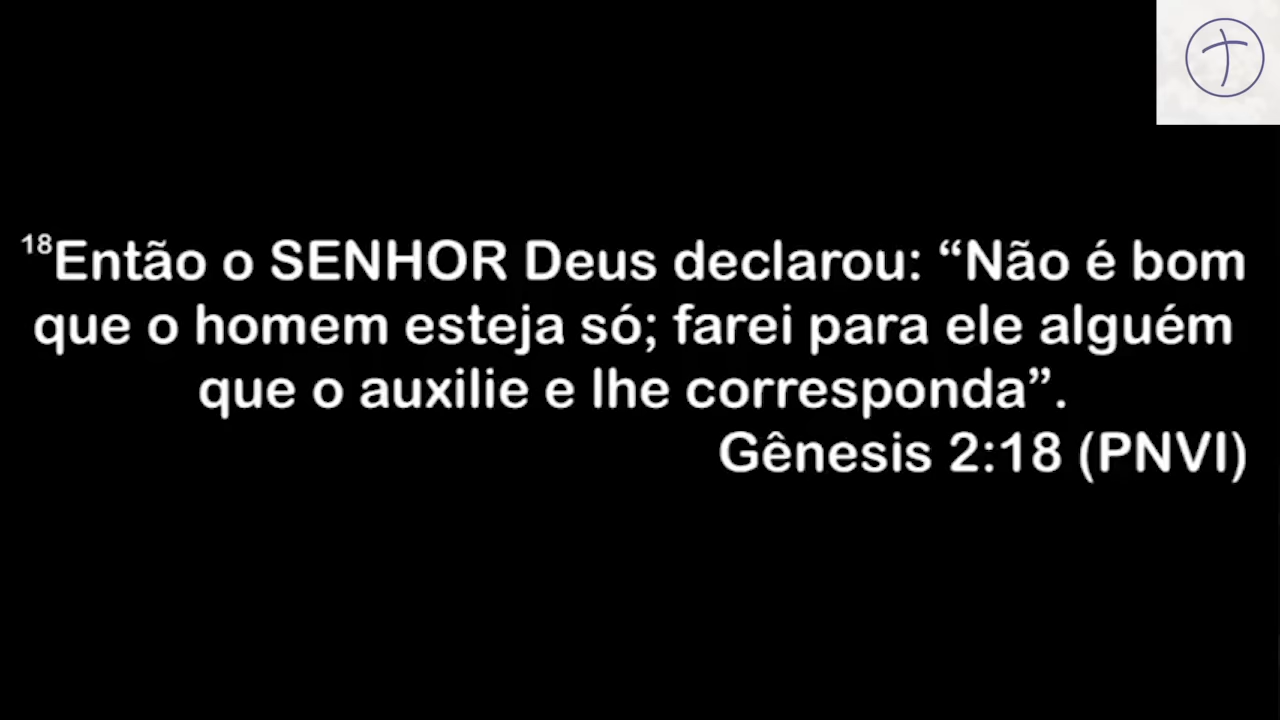 18Então o SENHOR Deus declarou: “Não é bom
que o homem esteja só; farei para ele alguém
que o auxilie e lhe corresponda”.
Gênesis 2:18 (PNVI)